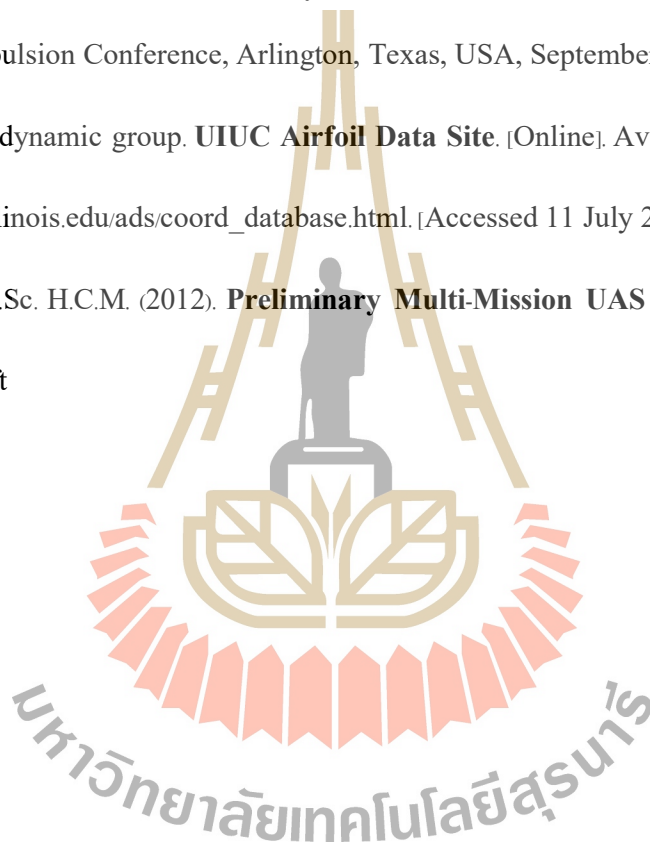 ulsion Conference, Arlington, Texas, USA, September
dynamic group. UIUC Airfoil Data Site. [Online]. Av
linois.edu/ads/coord_database.html. [Accessed 11 July 2
.Sc. H.C.M. (2012). Preliminary Multi-Mission UAS
t
มหาวิทยาลัยเทคโนโลยีสุรนารี